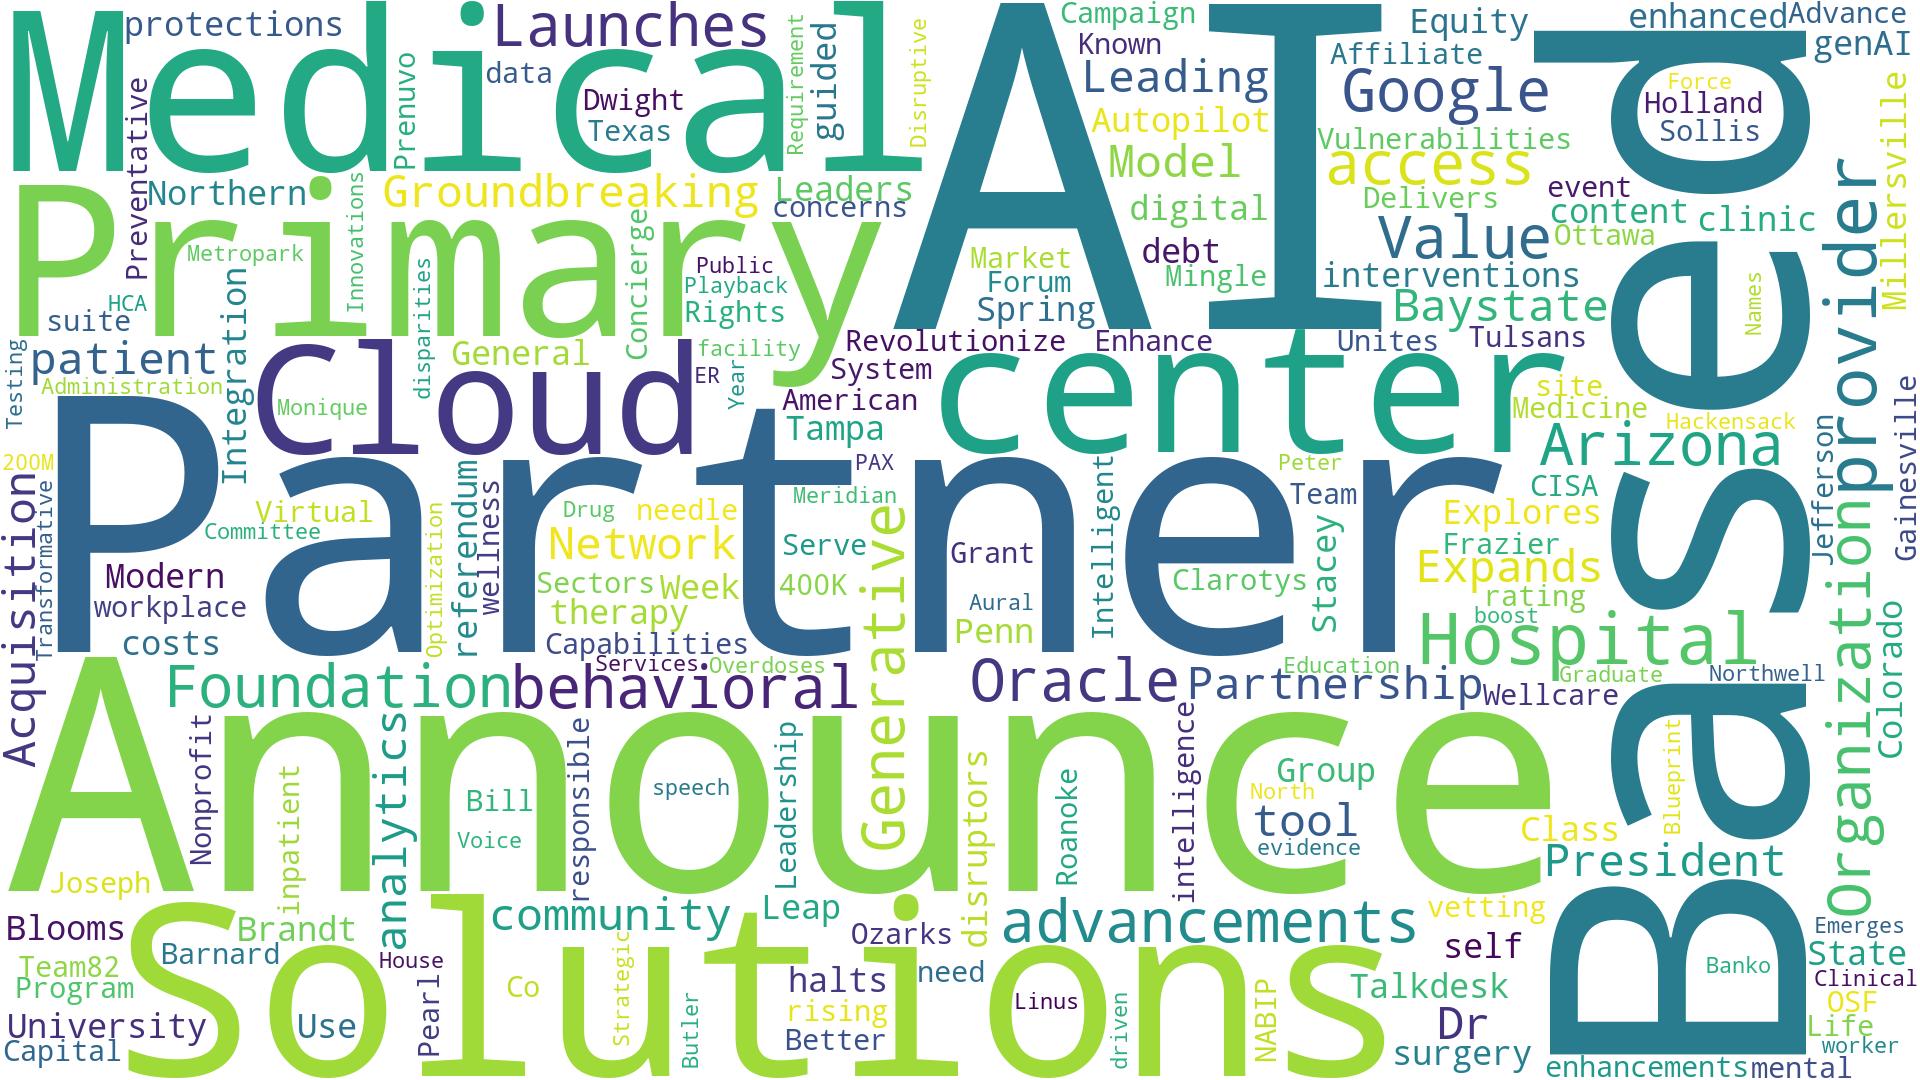 Medical
AI
Based
Primary
Partner
Announce
Solutions
Cloud
center
protections
Launches
data
Dwight
Texas
Prenuvo
Preventative
Requirement
guided
Disruptive
Campaign
Known
Leading
Autopilot
Model
digital
Equity
Affiliate
Google
Vulnerabilities
access
Delivers
Value
interventions
Baystate
enhanced
Advance
genAI
Force
Holland
Sollis
event
content
clinic
Ottawa
Millersville
provider
Names
Northern
Groundbreaking
Leaders
concerns
Metropark
Innovations
Concierge
Public
Playback
Rights
HCA
suite
Integration
disparities
Market
Forum
Spring
debt
Mingle
patient
Administration
Testing
General
facility
ER
Year
Monique
Revolutionize
Enhance
System
American
Tampa
Unites
Tulsans
site
Medicine
Hackensack
Arizona
CISA
Jefferson
Gainesville
200M
Acquisition
Transformative
Virtual
Committee
Modern
workplace
costs
Optimization
referendum
wellness
Drug
needle
Network
Sectors
Week
therapy
Capabilities
Services
Overdoses
PAX
Meridian
Serve
400K
Generative
Grant
Aural
Penn
Intelligent
Clarotys
Peter
Team
Stacey
Explores
Frazier
Expands
rating
boost
Hospital
Graduate
Northwell
Organization
Colorado
Foundation
behavioral
Oracle
Education
Partnership
Wellcare
Nonprofit
inpatient
analytics
Bill
Voice
responsible
speech
Leadership
disruptors
Roanoke
intelligence
Group
North
tool
evidence
Class
Blueprint
President
Joseph
Blooms
Brandt
Barnard
Team82
Program
University
Capital
House
Pearl
Use
community
Co
Strategic
Butler
Leap
Ozarks
halts
need
rising
Better
Linus
advancements
driven
NABIP
vetting
self
Talkdesk
Dr
surgery
Banko
Emerges
State
Clinical
OSF
Life
worker
enhancements
mental